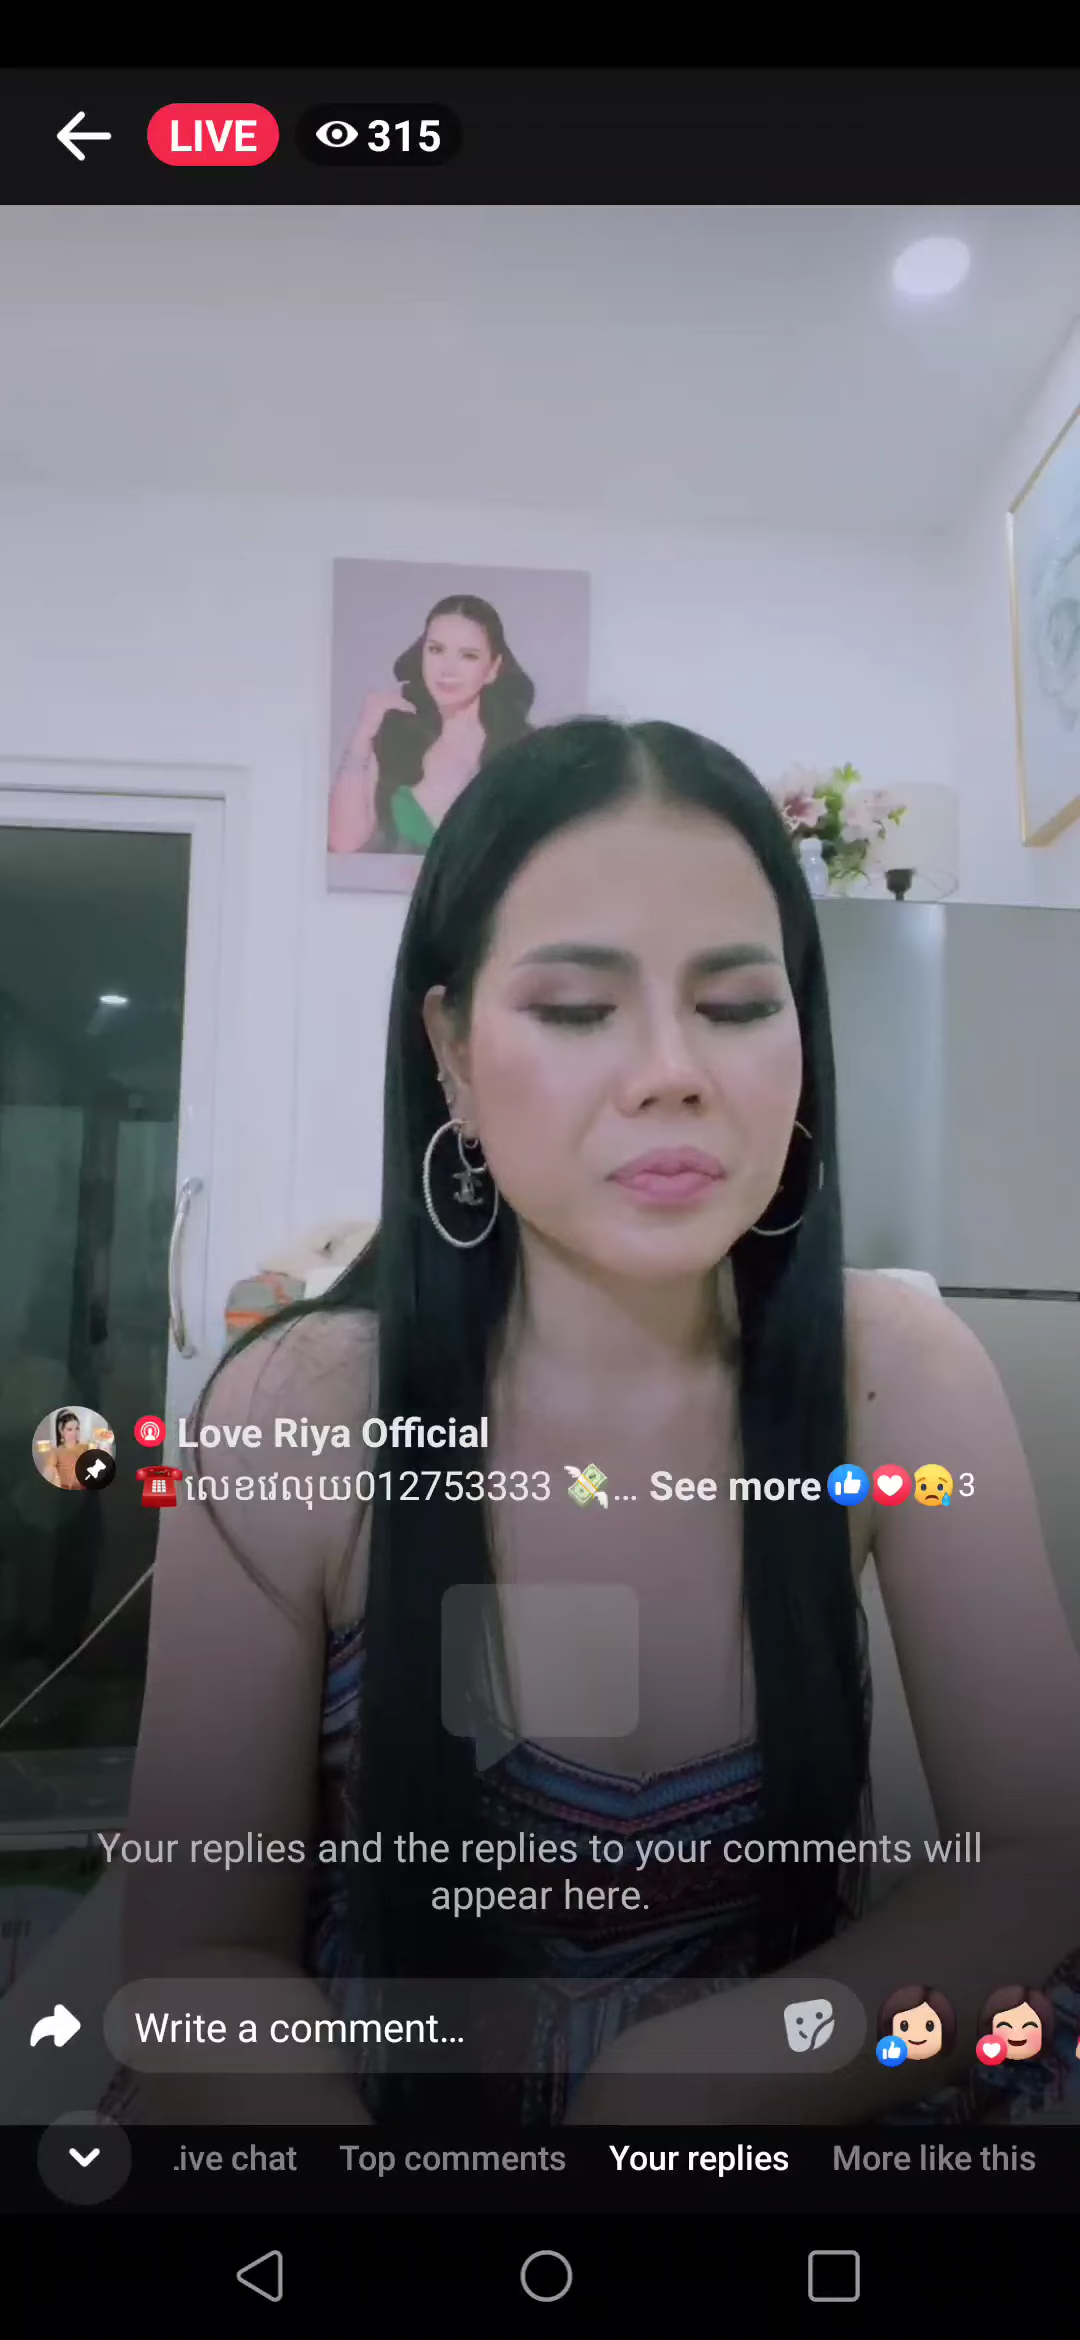 LIVE 315
Love Riya Official
☎️លេខវេលុយ012753333 💸... See more 3
Your replies and the replies to your comments will
appear here.
Write a comment...
.ive chat Top comments Your replies More like this